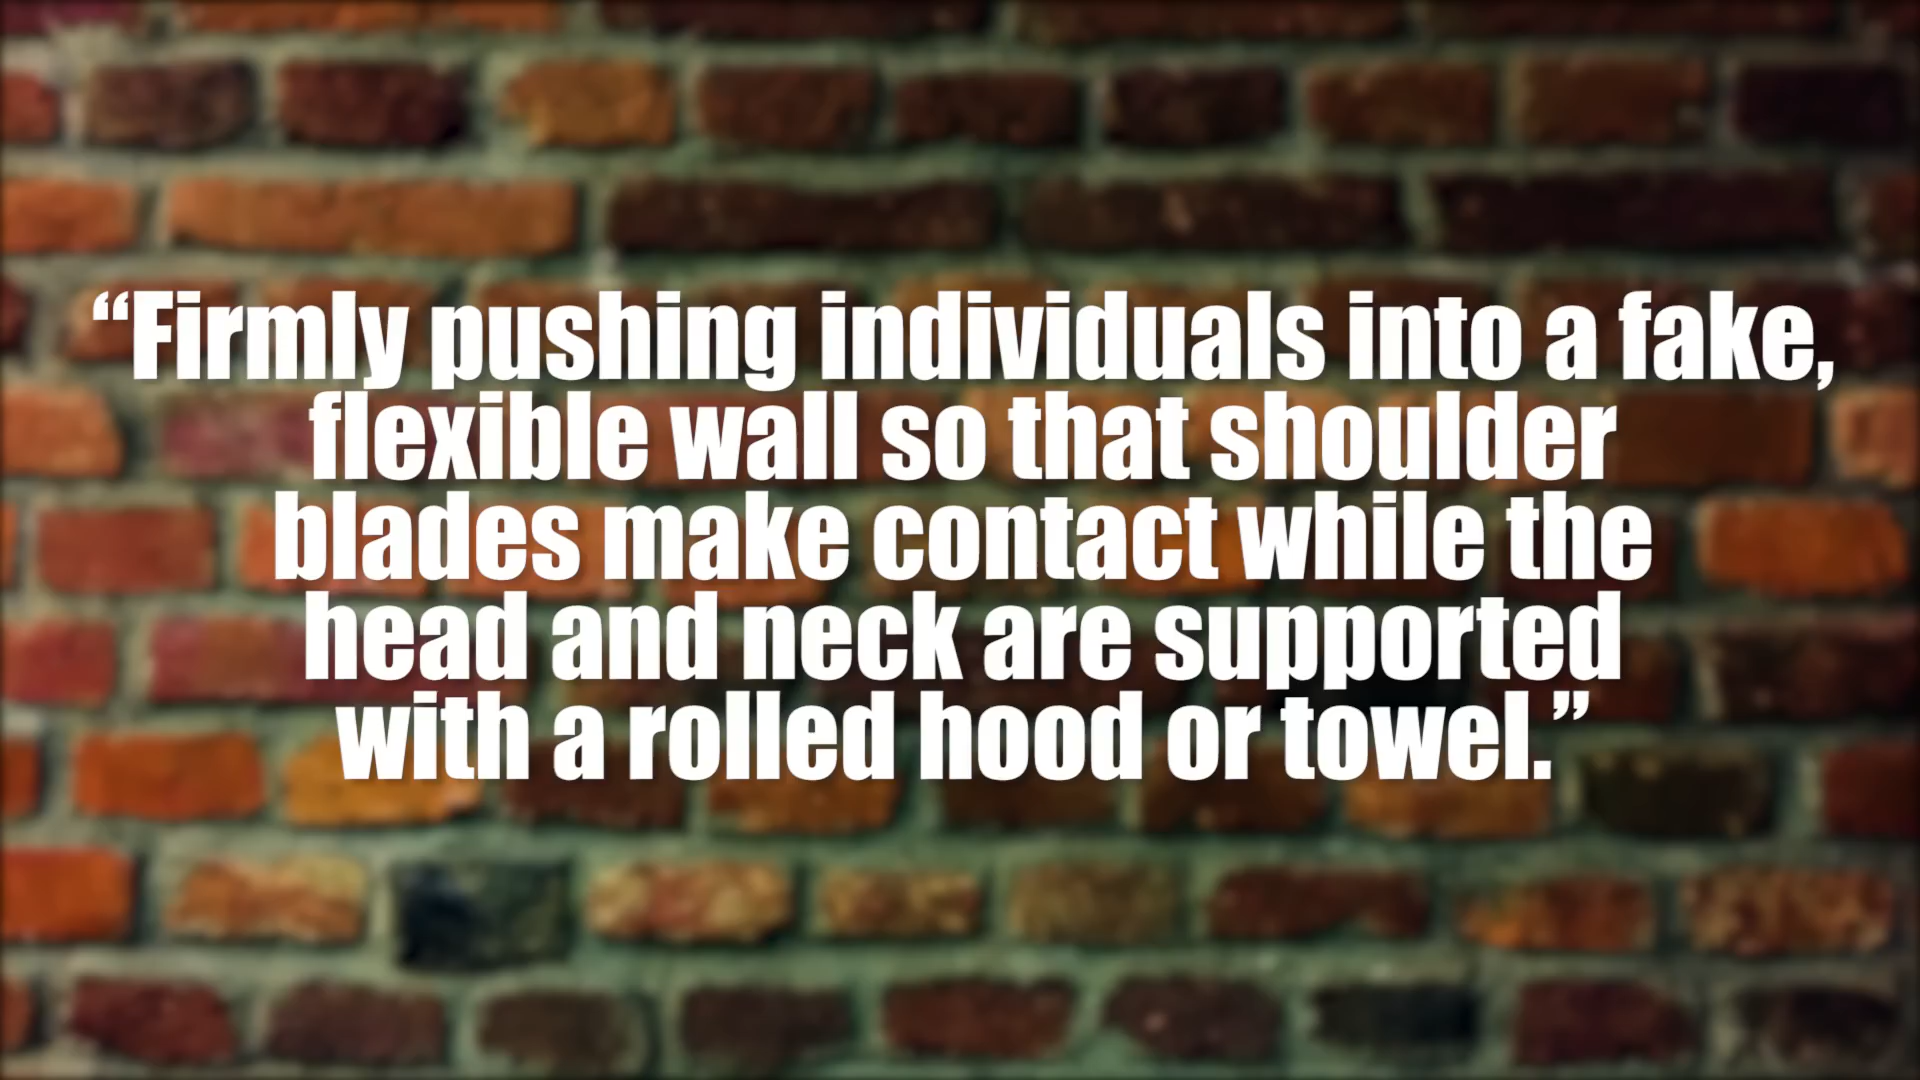 “Firmly pushing individuals into a fake,
flexible wall so that shoulder
blades make contact while the
head and neck are supported
with a rolled hood or towel.”